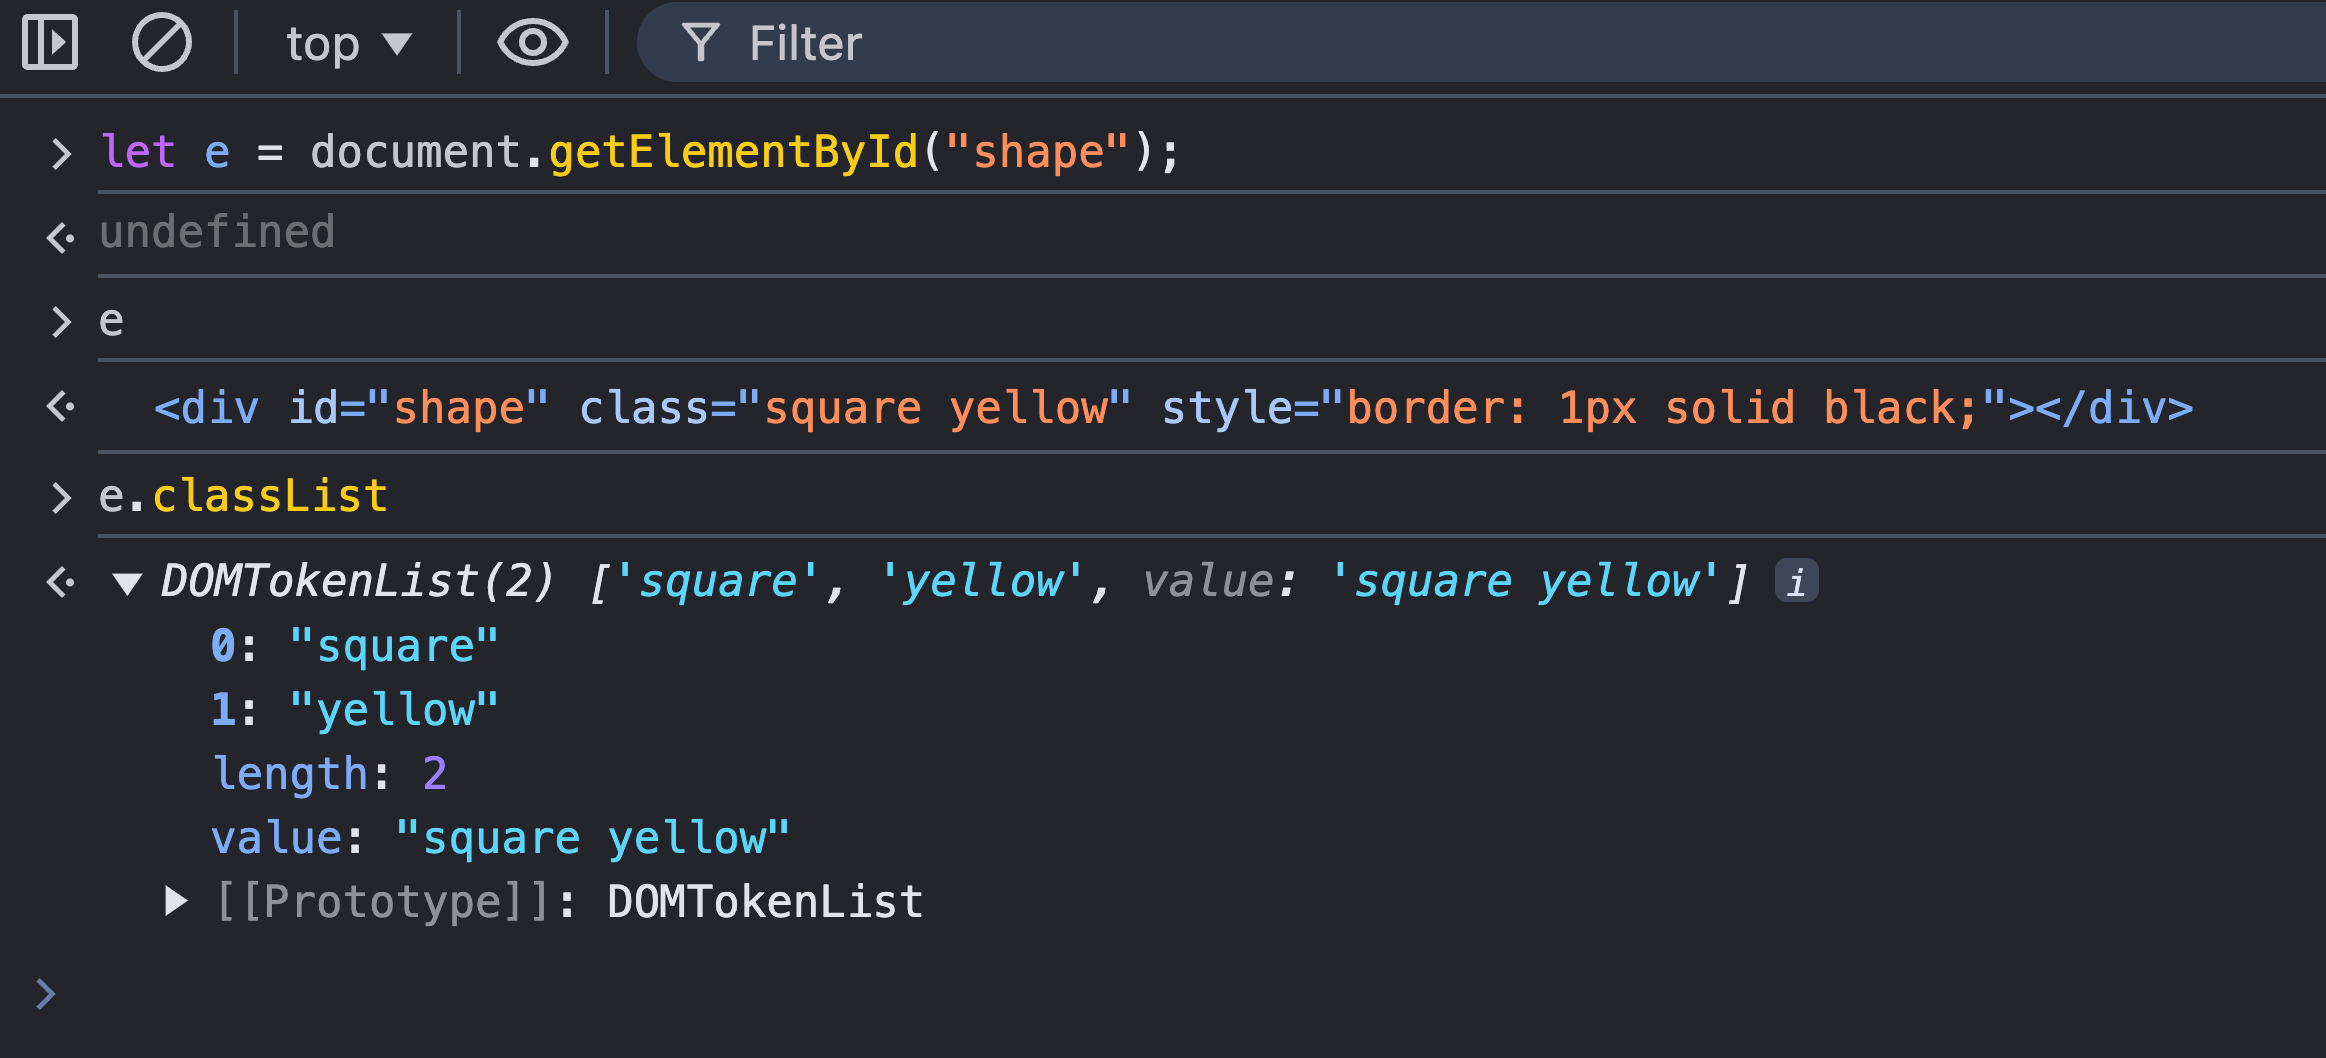 top Filter
let e = document.getElementById("shape");
undefined
e
<div id="shape" class="square yellow" style="border: 1px solid black;"></div>
e.classList
DOMTokenList(2) ['square', 'yellow', value: 'square yellow'] i
0: "square"
1: "yellow"
length: 2
value: "square yellow"
[[Prototype]]: DOMTokenList